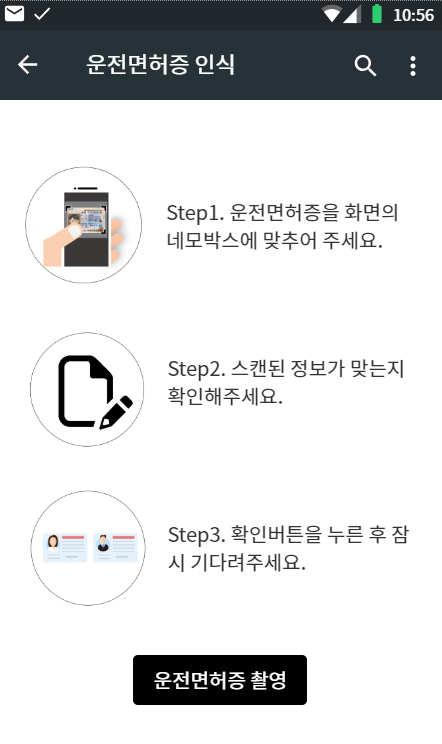 10:56
운전면허증 인식
Step1. 운전면허증을 화면의
네모박스에 맞추어 주세요.
Step2. 스캔된 정보가 맞는지
확인해주세요.
Step3. 확인버튼을 누른 후 잠
시 기다려주세요.
운전면허증 촬영